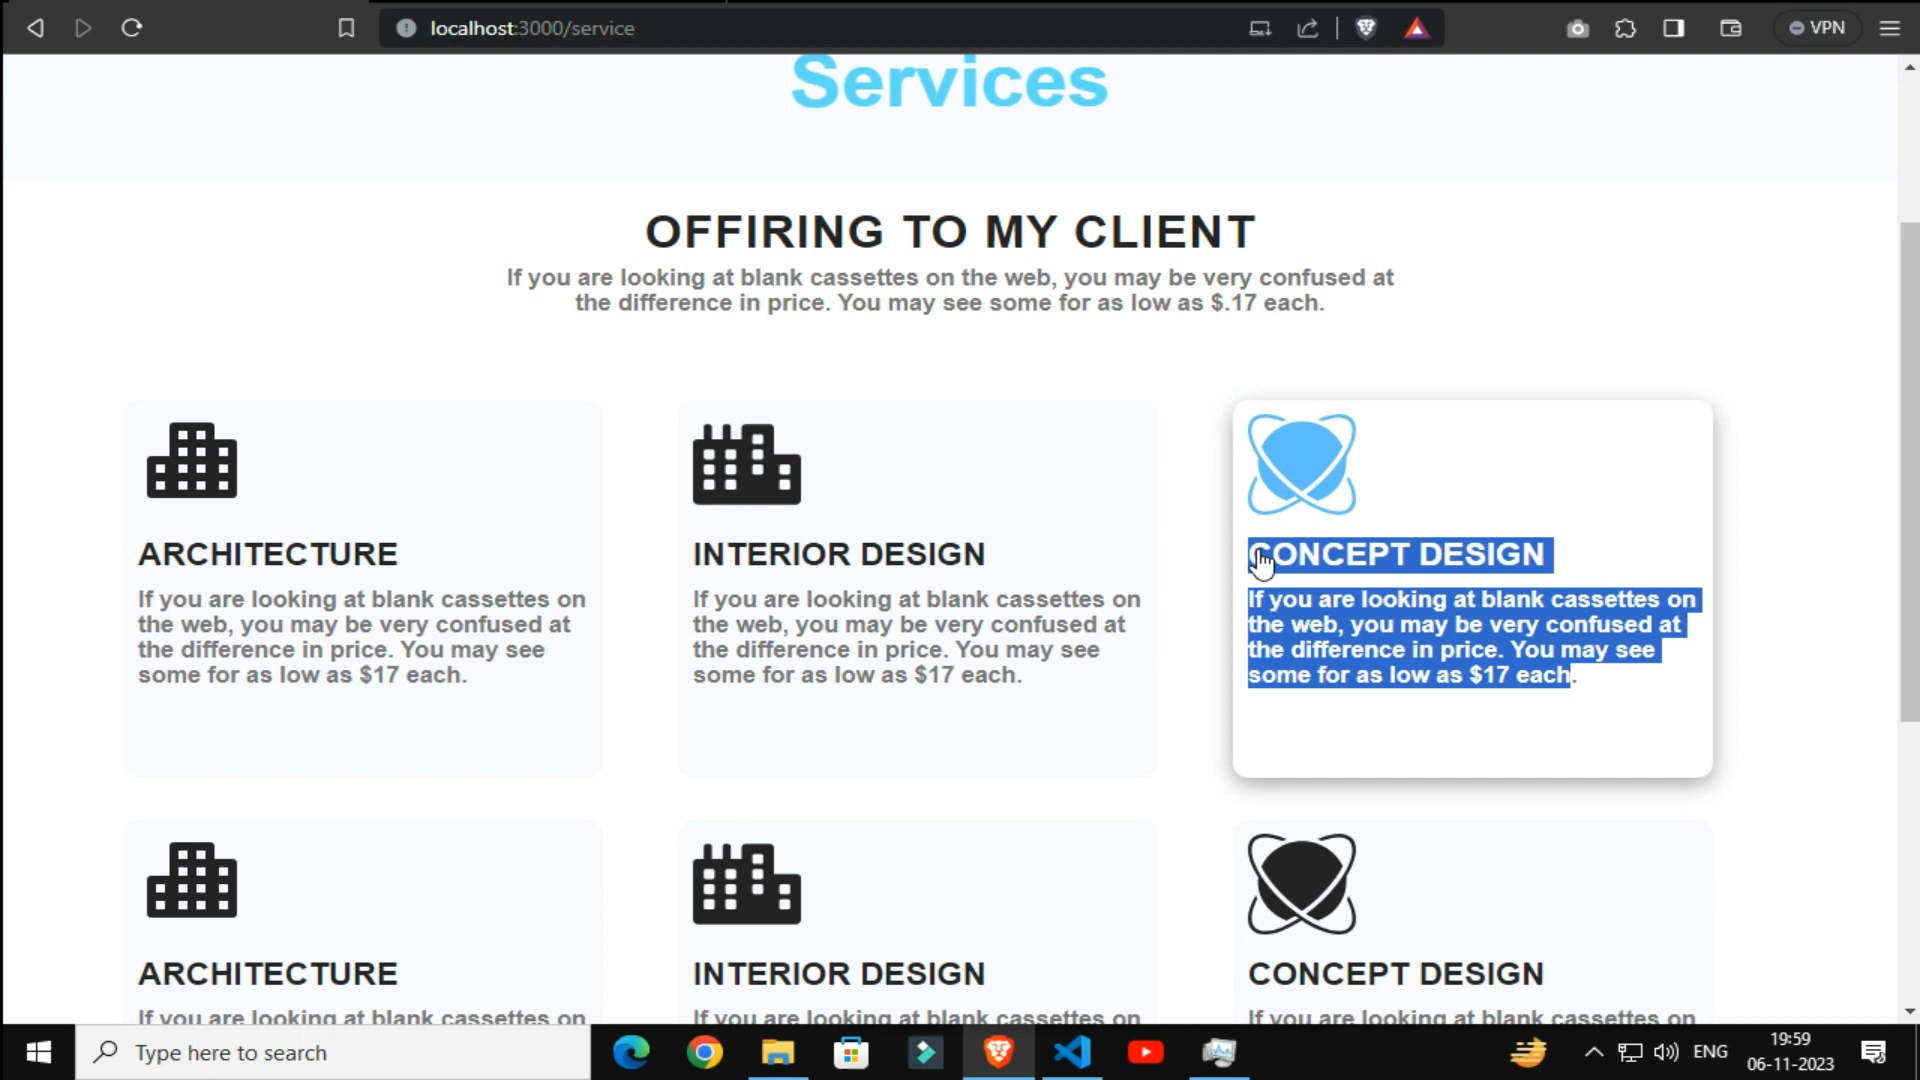 localhost:3000/service
VPN
Services
OFFIRING TO MY CLIENT
If you are looking at blank cassettes on the web, you may be very confused at
the difference in price. You may see some for as low as $.17 each.
ARCHITECTURE
If you are looking at blank cassettes on
the web, you may be very confused at
the difference in price. You may see
some for as low as $17 each.
INTERIOR DESIGN
If you are looking at blank cassettes on
the web, you may be very confused at
the difference in price. You may see
some for as low as $17 each.
CONCEPT DESIGN
If you are looking at blank cassettes on
the web, you may be very confused at
the difference in price. You may see
some for as low as $17 each.
ARCHITECTURE
If you are looking at blank cassettes on
INTERIOR DESIGN
If you are looking at blank cassettes on
CONCEPT DESIGN
If you are looking at blank cassettes on
Type here to search
ENG
19:59
06-11-2023